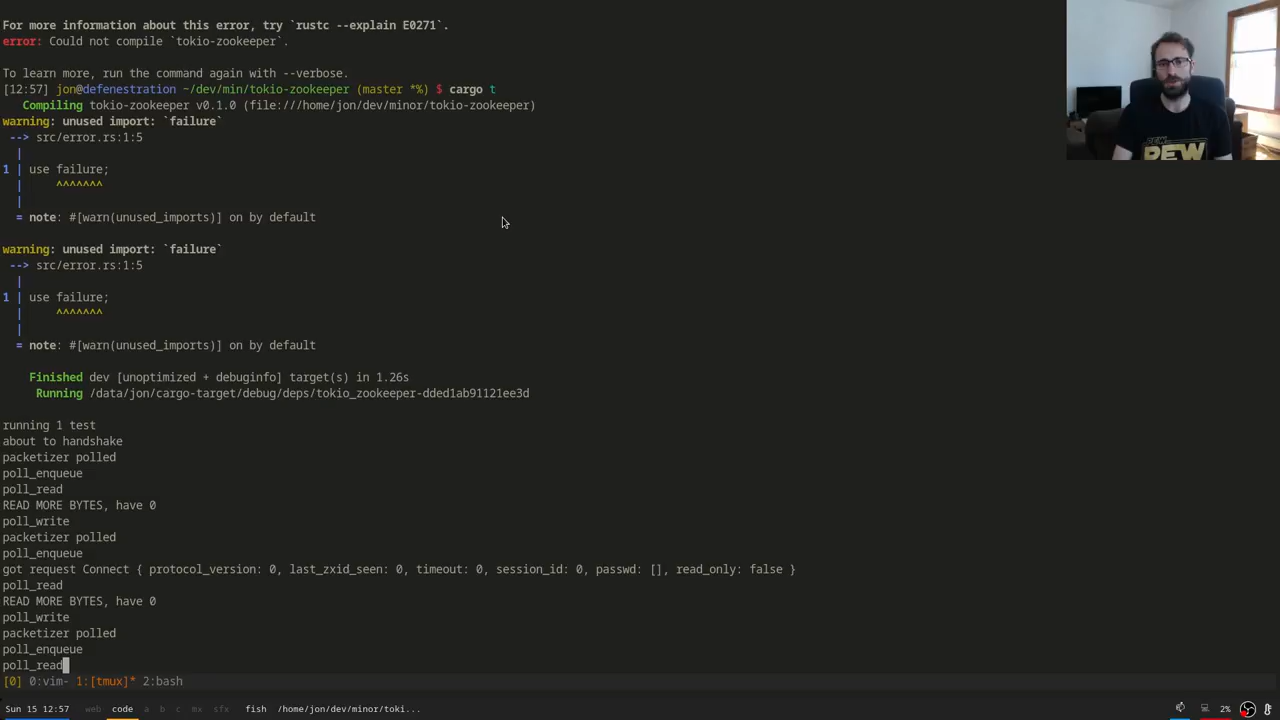 For more information about this error, try `rustc --explain E0271`.
error: Could not compile `tokio-zookeeper`.
To learn more, run the command again with --verbose.
[12:57] jon@defenestration ~/dev/min/tokio-zookeeper (master *%) $ cargo t
Compiling tokio-zookeeper v0.1.0 (file:///home/jon/dev/minor/tokio-zookeeper)
warning: unused import: `failure`
--> src/error.rs:1:5
|
1 | use failure;
| ^^^^^^^
|
= note: #[warn(unused_imports)] on by default
warning: unused import: `failure`
--> src/error.rs:1:5
|
1 | use failure;
| ^^^^^^^
|
= note: #[warn(unused_imports)] on by default
Finished dev [unoptimized + debuginfo] target(s) in 1.26s
Running /data/jon/cargo-target/debug/deps/tokio_zookeeper-dded1ab91121ee3d
running 1 test
about to handshake
packetizer polled
poll_enqueue
poll_read
READ MORE BYTES, have 0
poll_write
packetizer polled
poll_enqueue
got request Connect { protocol_version: 0, last_zxid_seen: 0, timeout: 0, session_id: 0, passwd: [], read_only: false }
poll_read
READ MORE BYTES, have 0
poll_write
packetizer polled
poll_enqueue
poll_read
[0] 0:vim- 1:[tmux]* 2:bash
Sun 15 12:57 web code a b c mx sfx fish /home/jon/dev/minor/toki... 2%
PEW
PEW